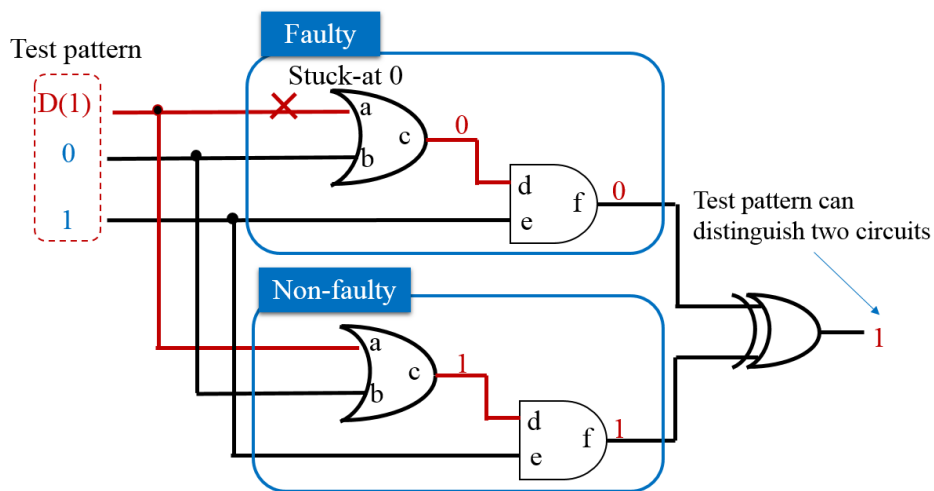 Faulty
Test pattern
Stuck-at 0
D(1)
a
0
c
0
b
d
0
1
e
f
Test pattern can
distinguish two circuits
Non-faulty
a
1
c
1
b
d
1
e
f